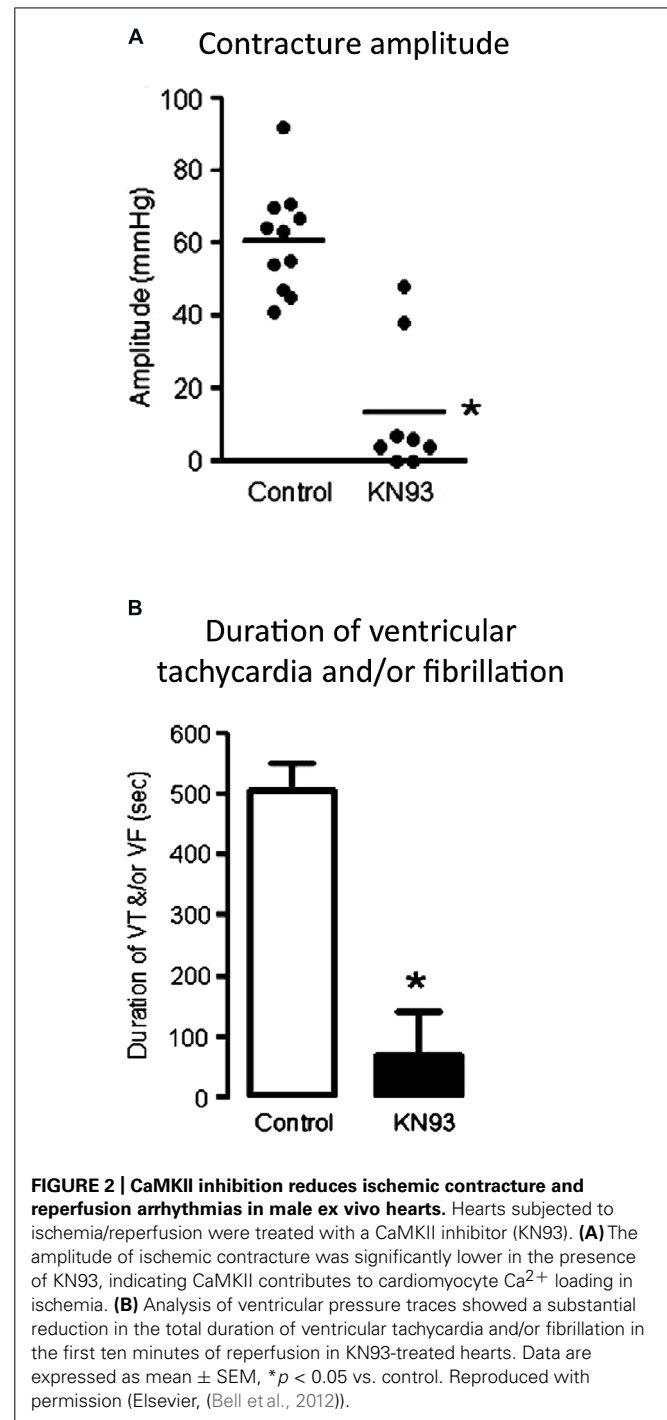 A
Contracture amplitude
Amplitude (mmHg)
100
80
60
40
20
0
*
Control KN93
B
Duration of ventricular
tachycardia and/or fibrillation
Duration of VT &/or VF (sec)
600
500
400
300
200
100
0
*
Control KN93
FIGURE 2 | CaMKII inhibition reduces ischemic contracture and
reperfusion arrhythmias in male ex vivo hearts. Hearts subjected to
ischemia/reperfusion were treated with a CaMKII inhibitor (KN93). (A) The
amplitude of ischemic contracture was significantly lower in the presence
of KN93, indicating CaMKII contributes to cardiomyocyte Ca²⁺ loading in
ischemia. (B) Analysis of ventricular pressure traces showed a substantial
reduction in the total duration of ventricular tachycardia and/or fibrillation in
the first ten minutes of reperfusion in KN93-treated hearts. Data are
expressed as mean ± SEM, *p < 0.05 vs. control. Reproduced with
permission (Elsevier, (Bell et al., 2012)).